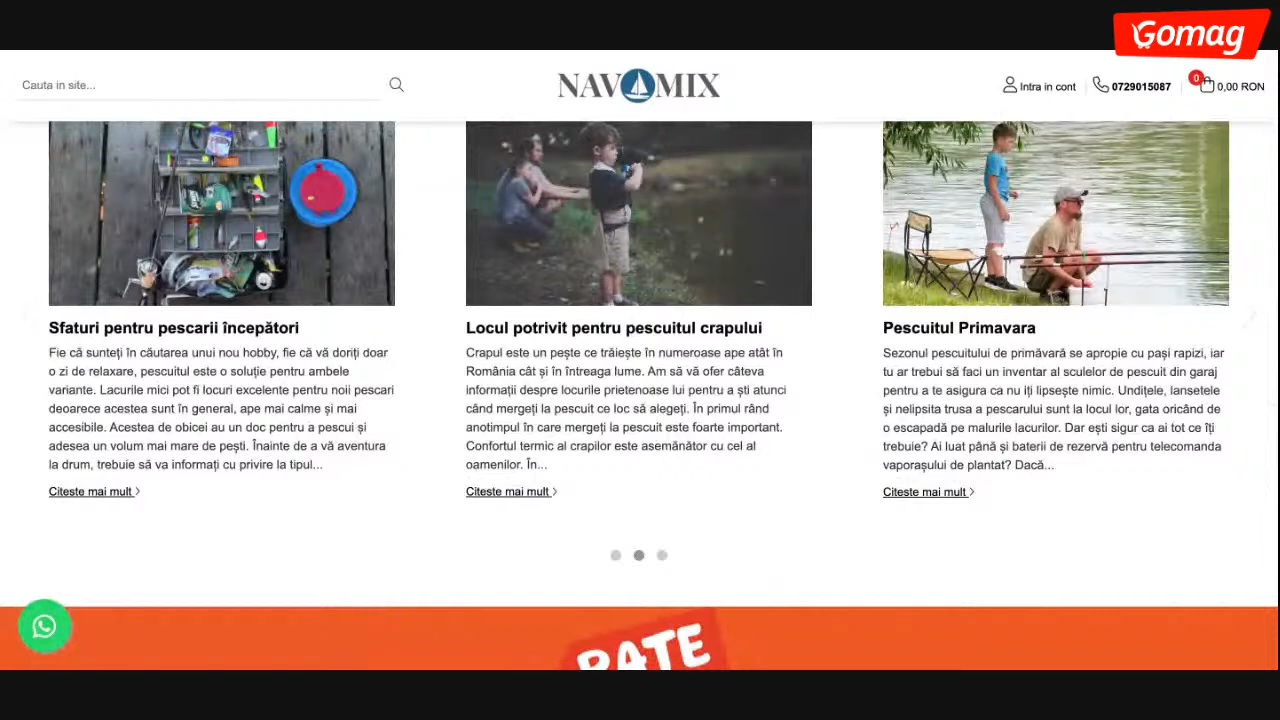 Gomag
Cauta in site...
NAVOMIX
Intra in cont
0729015087
0
0,00 RON
Sfaturi pentru pescarii începători
Fie că sunteți în căutarea unui nou hobby, fie că vă doriți doar
o zi de relaxare, pescuitul este o soluție pentru ambele
variante. Lacurile mici pot fi locuri excelente pentru noii pescari
deoarece acestea sunt în general, ape mai calme și mai
accesibile. Acestea de obicei au un doc pentru a pescui și
adesea un volum mai mare de pești. Înainte de a vă aventura
la drum, trebuie să va informați cu privire la tipul...
Citeste mai mult
Locul potrivit pentru pescuitul crapului
Crapul este un pește ce trăiește în numeroase ape atât în
România cât și în întreaga lume. Am să vă ofer câteva
informații despre locurile prietenoase lui pentru a ști atunci
când mergeți la pescuit ce loc să alegeți. În primul rând
anotimpul în care mergeți la pescuit este foarte important.
Confortul termic al crapilor este asemănător cu cel al
oamenilor. În...
Citeste mai mult
Pescuitul Primavara
Sezonul pescuitului de primăvară se apropie cu pași rapizi, iar
tu ar trebui să faci un inventar al sculelor de pescuit din garaj
pentru a te asigura ca nu iți lipsește nimic. Undițele, lansetele
și nelipsita trusa a pescarului sunt la locul lor, gata oricând de
o escapadă pe malurile lacurilor. Dar ești sigur ca ai tot ce îți
trebuie? Ai luat până și baterii de rezervă pentru telecomanda
vaporașului de plantat? Dacă...
Citeste mai mult
RATE